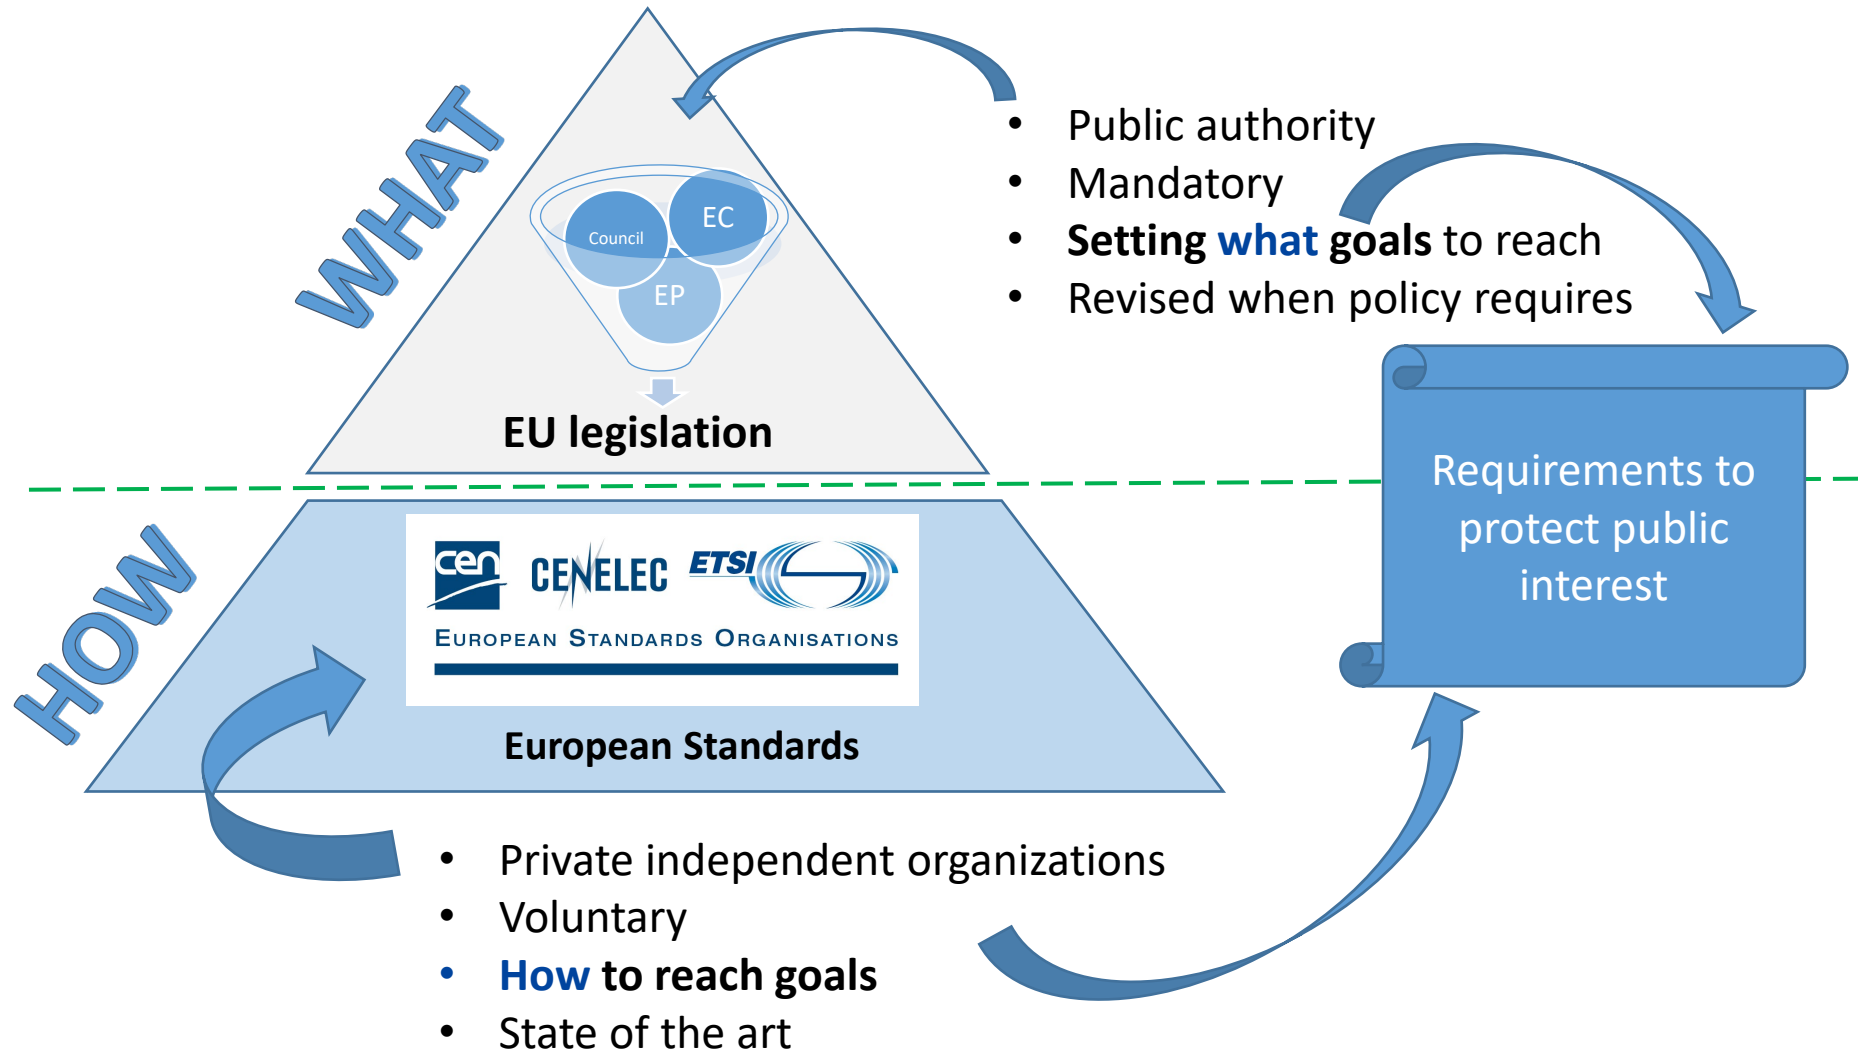 WHAT
Council
EC
EP
EU legislation
• Public authority
• Mandatory
• Setting what goals to reach
• Revised when policy requires
Requirements to
protect public
interest
HOW
cen
CENELEC
ETSI
EUROPEAN STANDARDS ORGANISATIONS
European Standards
• Private independent organizations
• Voluntary
• How to reach goals
• State of the art